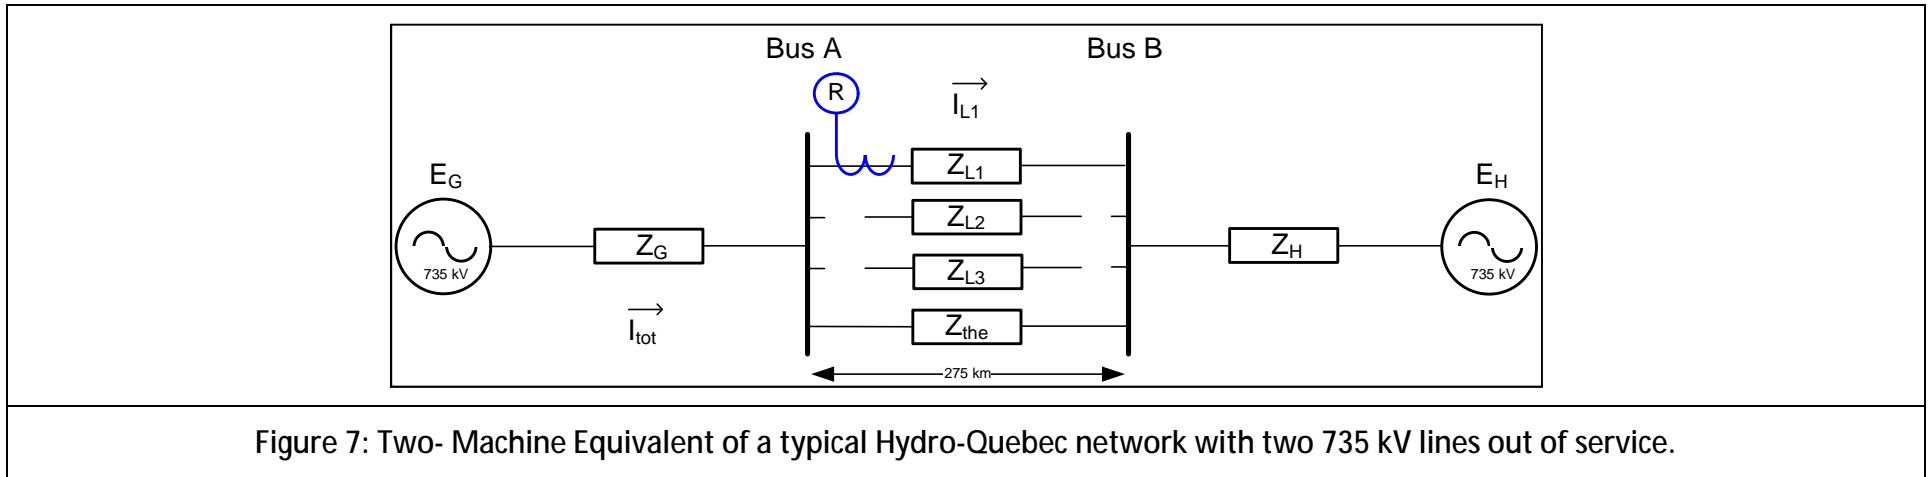 Bus A
Bus B
R
I_L1
Z_L1
E_G
E_H
Z_L2
Z_G
Z_H
735 kV
735 kV
Z_L3
I_tot
Z_the
275 km
Figure 7: Two- Machine Equivalent of a typical Hydro-Quebec network with two 735 kV lines out of service.